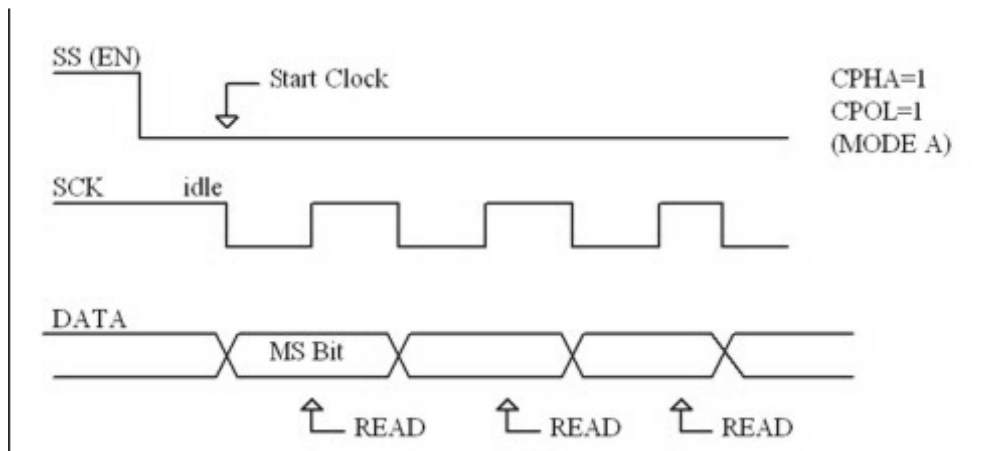 SS (EN)
Start Clock
CPHA=1
CPOL=1
(MODE A)
SCK
idle
DATA
MS Bit
READ
READ
READ